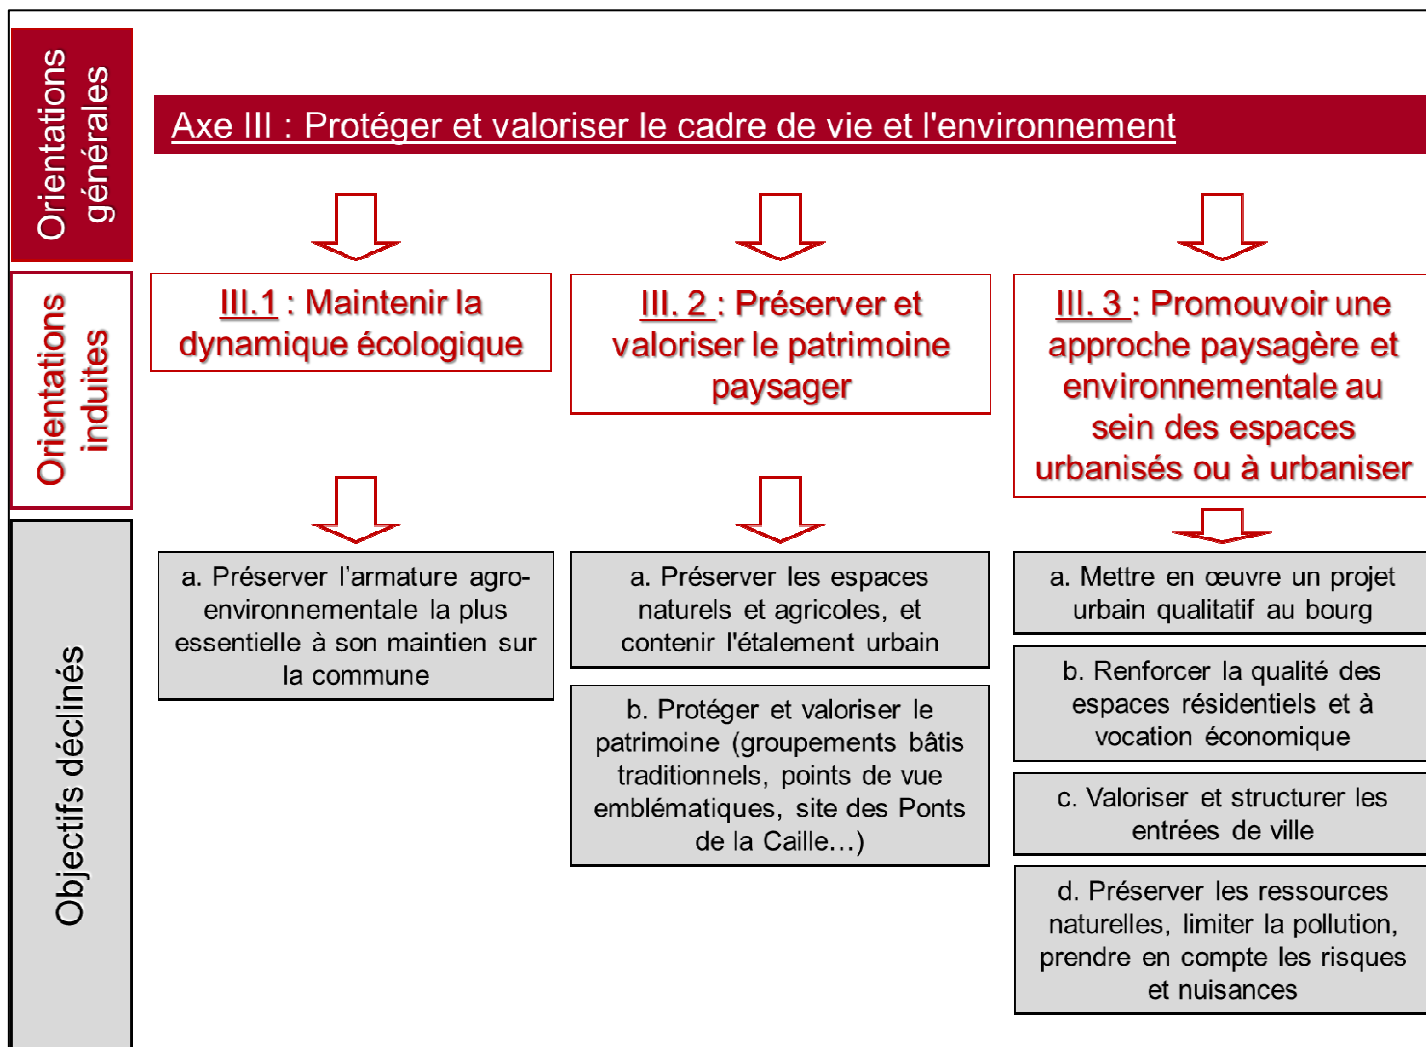 Orientations
générales
Axe III : Protéger et valoriser le cadre de vie et l'environnement
Orientations
induites
III.1 : Maintenir la
dynamique écologique
III. 2 : Préserver et
valoriser le patrimoine
paysager
III. 3 : Promouvoir une
approche paysagère et
environnementale au
sein des espaces
urbanisés ou à urbaniser
Objectifs déclinés
a. Préserver l’armature agro-
environnementale la plus
essentielle à son maintien sur
la commune
a. Préserver les espaces
naturels et agricoles, et
contenir l'étalement urbain
b. Protéger et valoriser le
patrimoine (groupements bâtis
traditionnels, points de vue
emblématiques, site des Ponts
de la Caille…)
a. Mettre en œuvre un projet
urbain qualitatif au bourg
b. Renforcer la qualité des
espaces résidentiels et à
vocation économique
c. Valoriser et structurer les
entrées de ville
d. Préserver les ressources
naturelles, limiter la pollution,
prendre en compte les risques
et nuisances